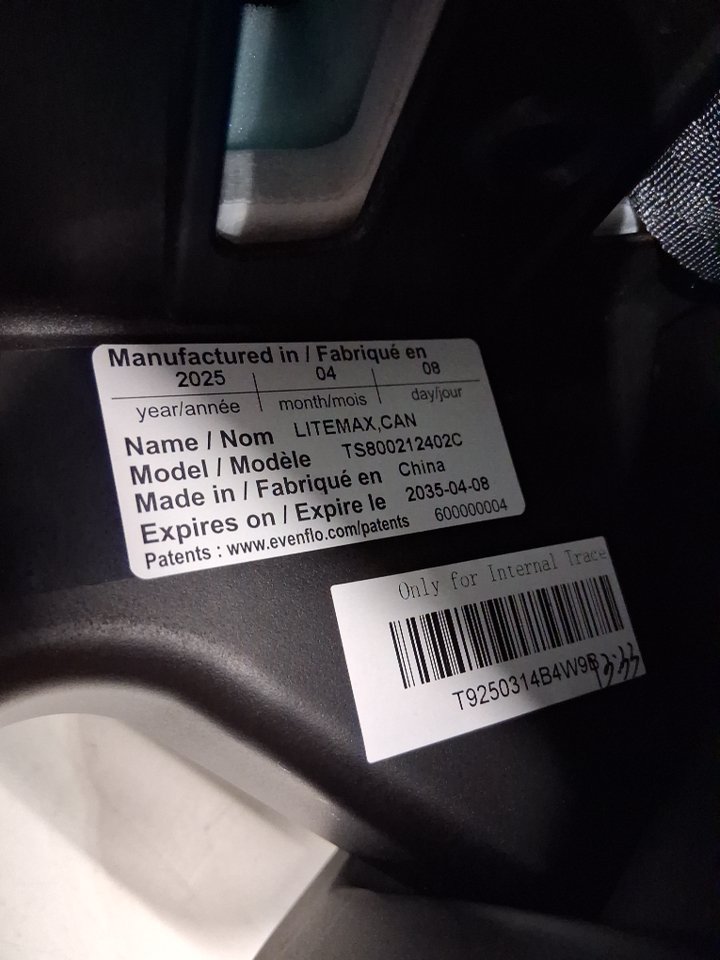 Manufactured in / Fabriqué en
2025 04 08
year/année month/mois day/jour
Name / Nom LITEMAX,CAN
Model / Modèle TS800212402C
Made in / Fabriqué en China
Expires on / Expire le 2035-04-08
Patents : www.evenflo.com/patents 600000004
Only for Internal Trace
T9250314B4W9